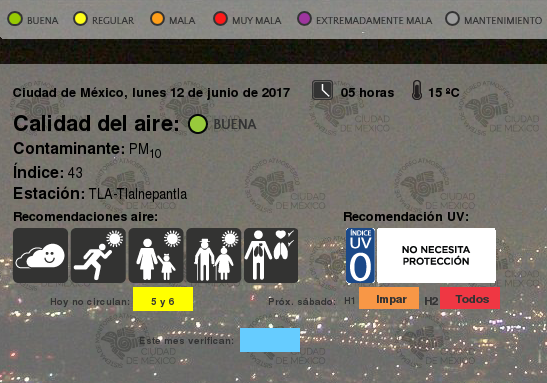 BUENA REGULAR MALA MUY MALA EXTREMADAMENTE MALA MANTENIMIENTO
Ciudad de México, lunes 12 de junio de 2017 05 horas 15 ºC
Calidad del aire: BUENA
Contaminante: PM10
Índice: 43
Estación: TLA-Tlalnepantla
Recomendaciones aire: Recomendación UV:
ÍNDICE
UV
0
NO NECESITA
PROTECCIÓN
Hoy no circulan: 5 y 6 Próx. sábado: H1 Impar H2 Todos
Este mes verifican:
CIUDAD
DE MÉXICO